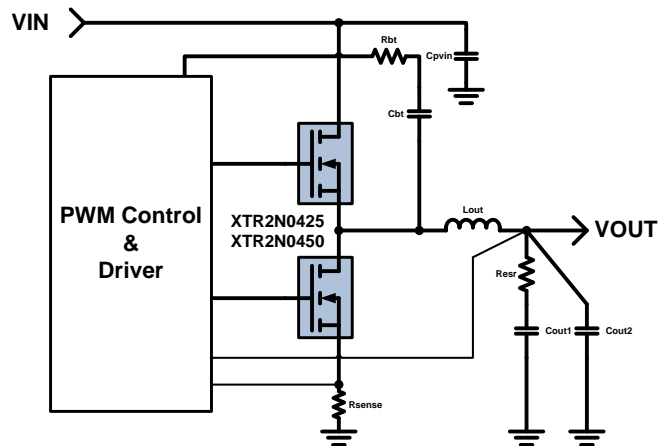 VIN
Rbt
Cpvin
Cbt
PWM Control
&
Driver
XTR2N0425
XTR2N0450
Lout
VOUT
Resr
Cout1
Cout2
Rsense